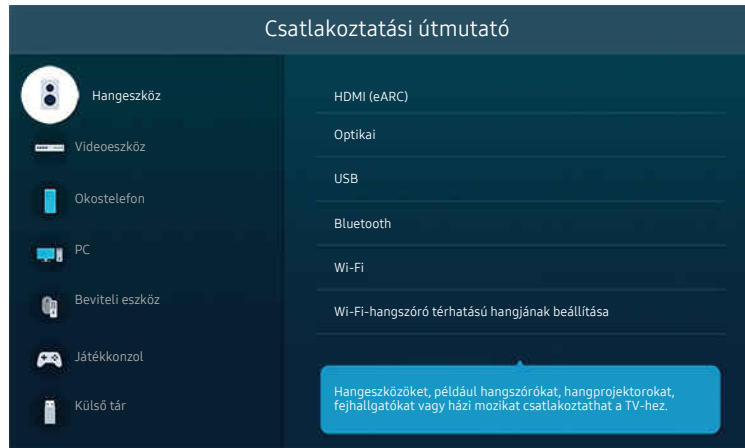 Csatlakoztatási útmutató
Hangeszköz
Videoeszköz
Okostelefon
PC
Beviteli eszköz
Játékkonzol
Külső tár
HDMI (eARC)
Optikai
USB
Bluetooth
Wi-Fi
Wi-Fi-hangszóró térhatású hangjának beállítása
Hangeszközöket, például hangszórókat, hangprojektorokat,
fejhallgatókat vagy házi mozikat csatlakoztathat a TV-hez.